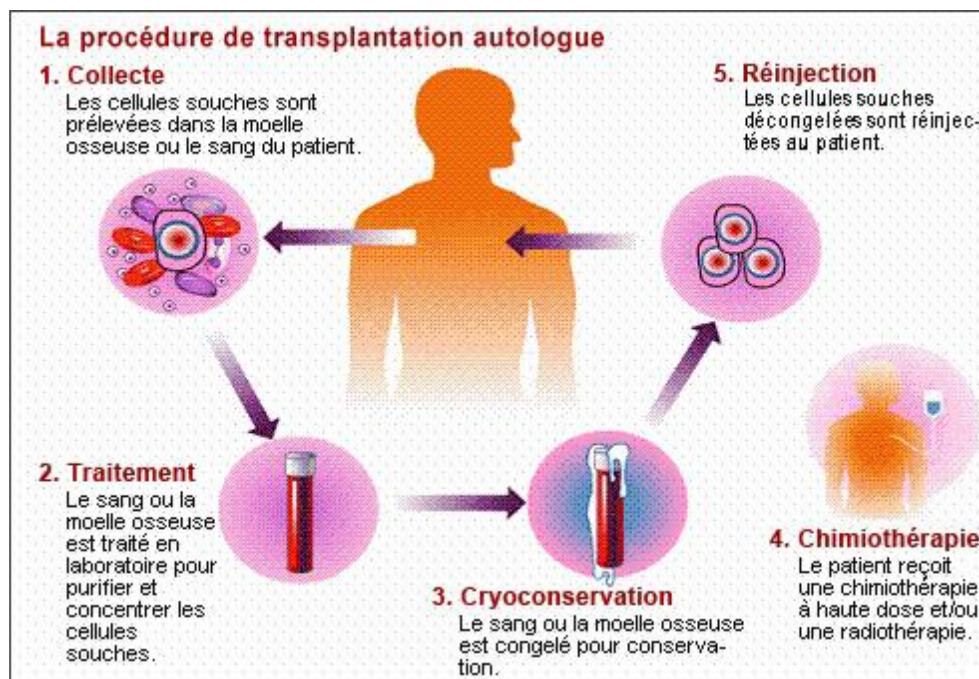 La procédure de transplantation autologue
1. Collecte
Les cellules souches sont
prélevées dans la moelle
osseuse ou le sang du patient.
2. Traitement
Le sang ou la
moelle osseuse
est traité en
laboratoire pour
purifier et
concentrer les
cellules
souches.
3. Cryoconservation
Le sang ou la moelle osseuse
est congelé pour conserva-
tion.
4. Chimiothérapie
Le patient reçoit
une chimiothérapie
à haute dose et/ou
une radiothérapie.
5. Réinjection
Les cellules souches
décongelées sont réinjec-
tées au patient.